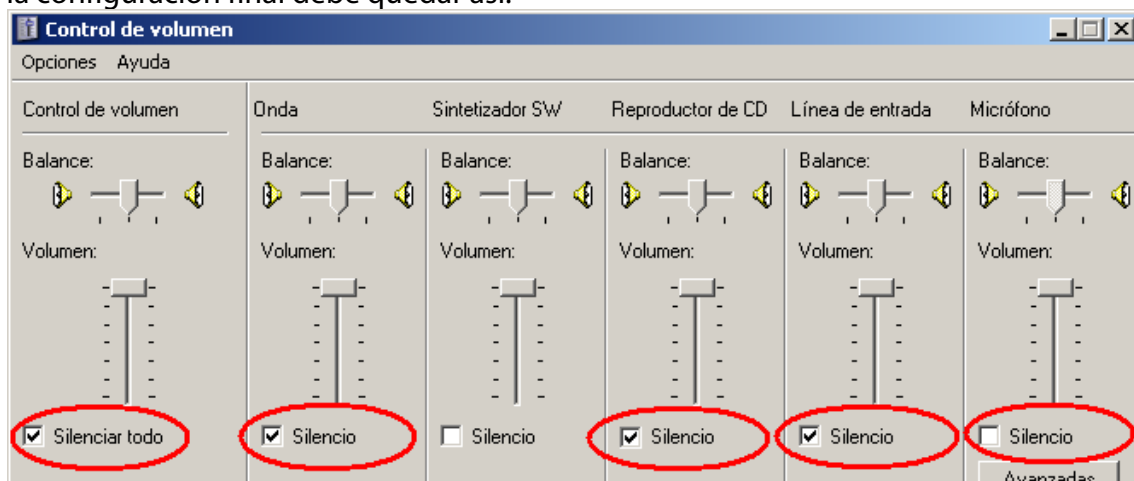 la configuración final debe quedar así:
Control de volumen
Opciones Ayuda
Control de volumen Onda Sintetizador SW Reproductor de CD Línea de entrada Micrófono
Balance: Balance: Balance: Balance: Balance: Balance:
Volumen: Volumen: Volumen: Volumen: Volumen: Volumen:
Silenciar todo Silencio Silencio Silencio Silencio Silencio
Avanzadas